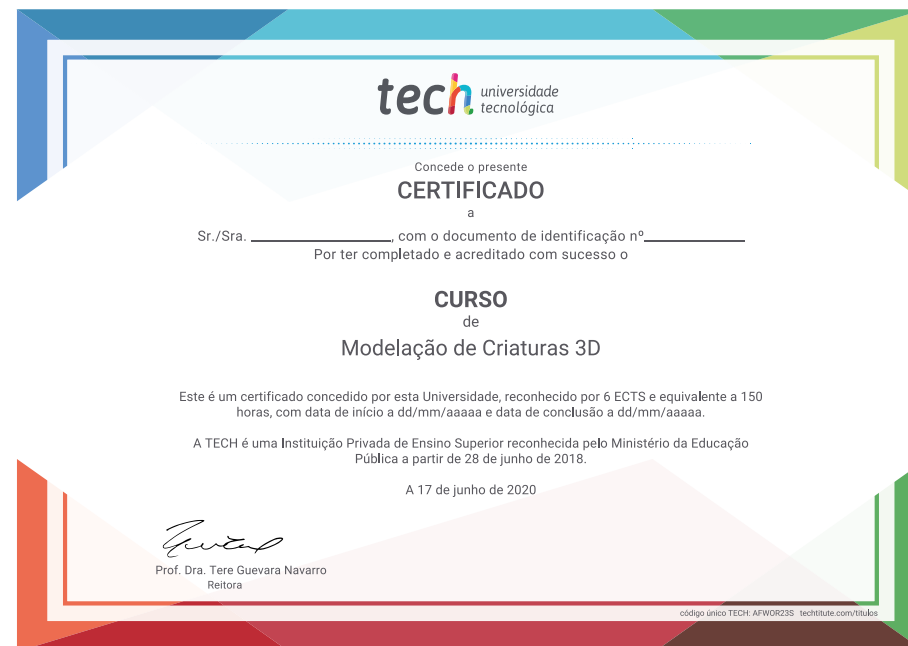 tech universidade
tecnológica
Concede o presente
CERTIFICADO
a
Sr./Sra. ____________________, com o documento de identificação nº______________
Por ter completado e acreditado com sucesso o
CURSO
de
Modelação de Criaturas 3D
Este é um certificado concedido por esta Universidade, reconhecido por 6 ECTS e equivalente a 150
horas, com data de início a dd/mm/aaaaa e data de conclusão a dd/mm/aaaaa.
A TECH é uma Instituição Privada de Ensino Superior reconhecida pelo Ministério da Educação
Pública a partir de 28 de junho de 2018.
A 17 de junho de 2020
Prof. Dra. Tere Guevara Navarro
Reitora
código único TECH: AFWOR23S techtitute.com/titulos